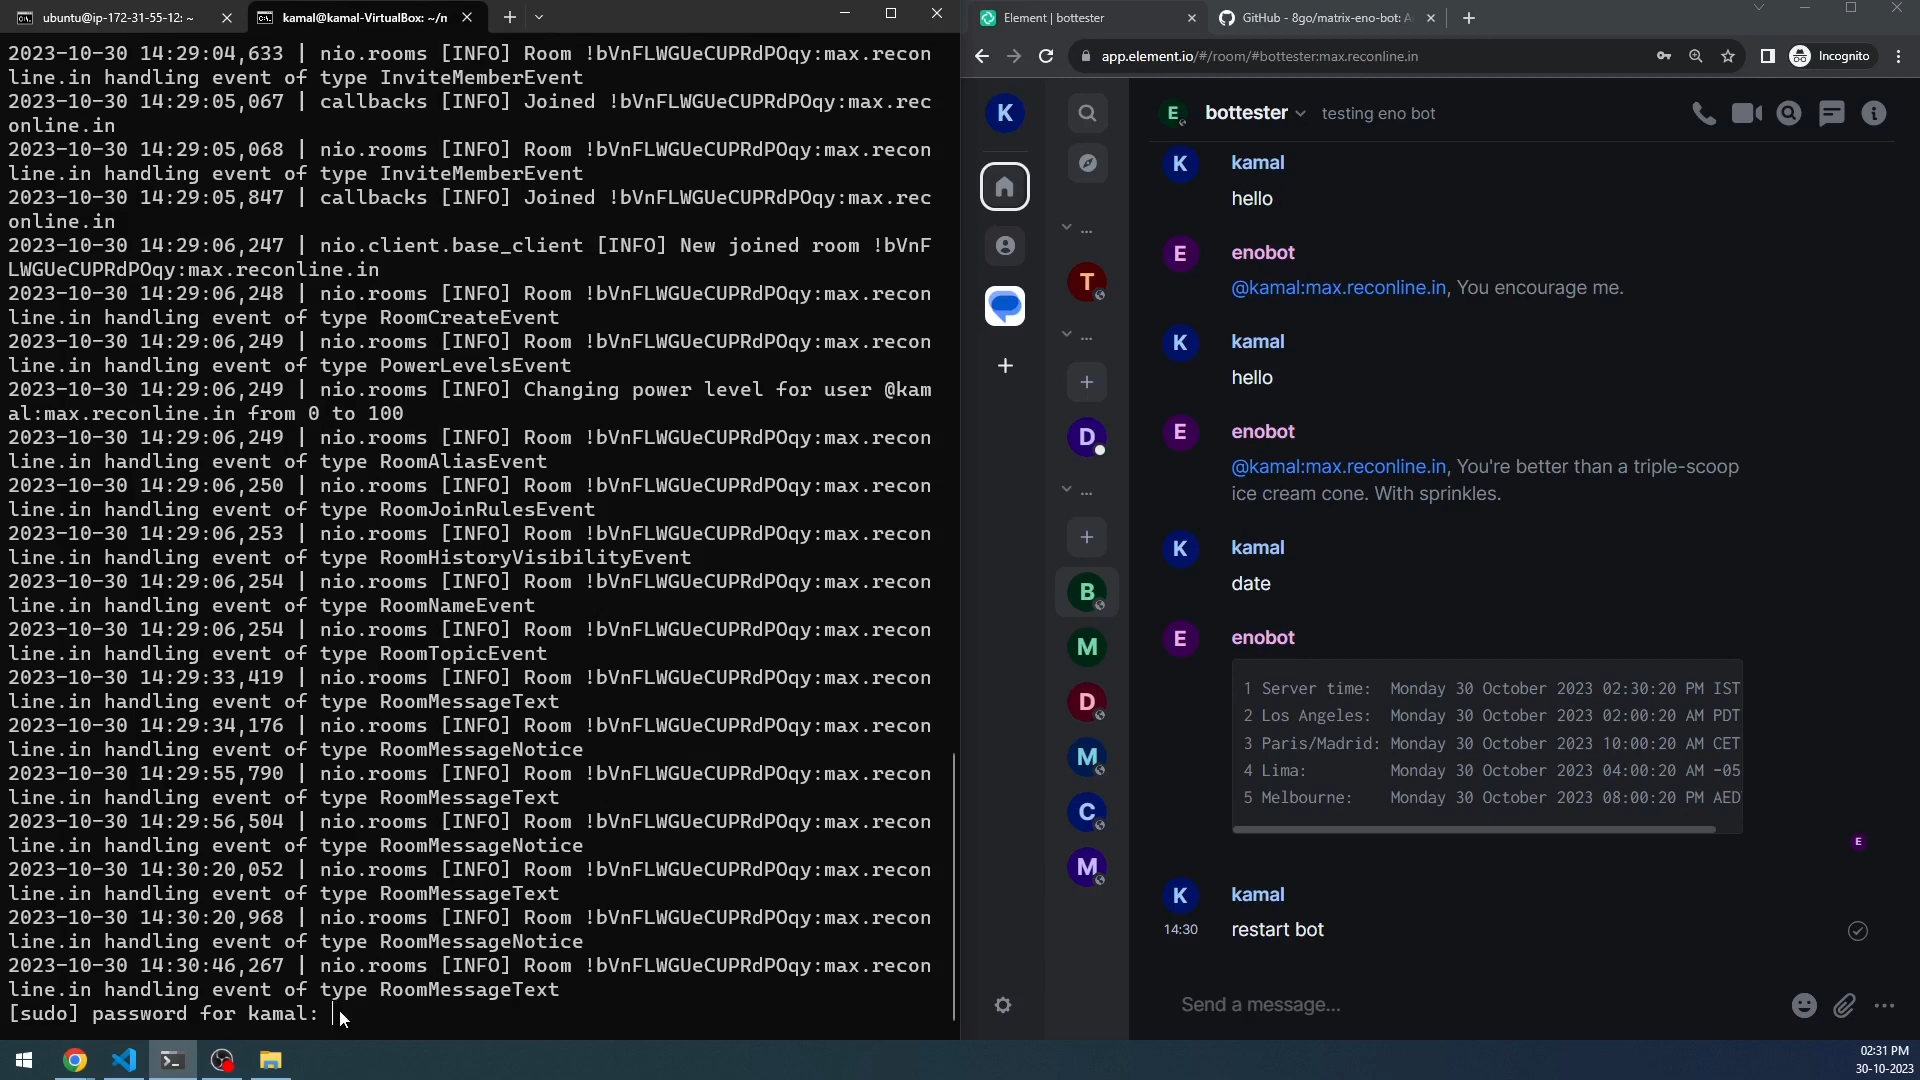 ubuntu@ip-172-31-55-12: ~
kamal@kamal-VirtualBox: ~/n
2023-10-30 14:29:04,633 | nio.rooms [INFO] Room !bVnFLWGUeCUPRdPOqy:max.recon
line.in handling event of type InviteMemberEvent
2023-10-30 14:29:05,067 | callbacks [INFO] Joined !bVnFLWGUeCUPRdPOqy:max.rec
online.in
2023-10-30 14:29:05,068 | nio.rooms [INFO] Room !bVnFLWGUeCUPRdPOqy:max.recon
line.in handling event of type InviteMemberEvent
2023-10-30 14:29:05,847 | callbacks [INFO] Joined !bVnFLWGUeCUPRdPOqy:max.rec
online.in
2023-10-30 14:29:06,247 | nio.client.base_client [INFO] New joined room !bVnF
LWGUeCUPRdPOqy:max.reconline.in
2023-10-30 14:29:06,248 | nio.rooms [INFO] Room !bVnFLWGUeCUPRdPOqy:max.recon
line.in handling event of type RoomCreateEvent
2023-10-30 14:29:06,249 | nio.rooms [INFO] Room !bVnFLWGUeCUPRdPOqy:max.recon
line.in handling event of type PowerLevelsEvent
2023-10-30 14:29:06,249 | nio.rooms [INFO] Changing power level for user @kam
al:max.reconline.in from 0 to 100
2023-10-30 14:29:06,249 | nio.rooms [INFO] Room !bVnFLWGUeCUPRdPOqy:max.recon
line.in handling event of type RoomAliasEvent
2023-10-30 14:29:06,250 | nio.rooms [INFO] Room !bVnFLWGUeCUPRdPOqy:max.recon
line.in handling event of type RoomJoinRulesEvent
2023-10-30 14:29:06,253 | nio.rooms [INFO] Room !bVnFLWGUeCUPRdPOqy:max.recon
line.in handling event of type RoomHistoryVisibilityEvent
2023-10-30 14:29:06,254 | nio.rooms [INFO] Room !bVnFLWGUeCUPRdPOqy:max.recon
line.in handling event of type RoomNameEvent
2023-10-30 14:29:06,254 | nio.rooms [INFO] Room !bVnFLWGUeCUPRdPOqy:max.recon
line.in handling event of type RoomTopicEvent
2023-10-30 14:29:33,419 | nio.rooms [INFO] Room !bVnFLWGUeCUPRdPOqy:max.recon
line.in handling event of type RoomMessageText
2023-10-30 14:29:34,176 | nio.rooms [INFO] Room !bVnFLWGUeCUPRdPOqy:max.recon
line.in handling event of type RoomMessageNotice
2023-10-30 14:29:55,790 | nio.rooms [INFO] Room !bVnFLWGUeCUPRdPOqy:max.recon
line.in handling event of type RoomMessageText
2023-10-30 14:29:56,504 | nio.rooms [INFO] Room !bVnFLWGUeCUPRdPOqy:max.recon
line.in handling event of type RoomMessageNotice
2023-10-30 14:30:20,052 | nio.rooms [INFO] Room !bVnFLWGUeCUPRdPOqy:max.recon
line.in handling event of type RoomMessageText
2023-10-30 14:30:20,968 | nio.rooms [INFO] Room !bVnFLWGUeCUPRdPOqy:max.recon
line.in handling event of type RoomMessageNotice
2023-10-30 14:30:46,267 | nio.rooms [INFO] Room !bVnFLWGUeCUPRdPOqy:max.recon
line.in handling event of type RoomMessageText
[sudo] password for kamal:
Element | bottester
GitHub - 8go/matrix-eno-bot: A
app.element.io/#/room/#bottester:max.reconline.in
Incognito
K
...
T
...
D
...
B
M
D
M
C
M
E
bottester
testing eno bot
K
kamal
hello
E
enobot
@kamal:max.reconline.in, You encourage me.
K
kamal
hello
E
enobot
@kamal:max.reconline.in, You're better than a triple-scoop
ice cream cone. With sprinkles.
K
kamal
date
E
enobot
1 Server time: Monday 30 October 2023 02:30:20 PM IST
2 Los Angeles: Monday 30 October 2023 02:00:20 AM PDT
3 Paris/Madrid: Monday 30 October 2023 10:00:20 AM CET
4 Lima: Monday 30 October 2023 04:00:20 AM -05
5 Melbourne: Monday 30 October 2023 08:00:20 PM AED
E
K
kamal
14:30
restart bot
Send a message...
02:31 PM
30-10-2023